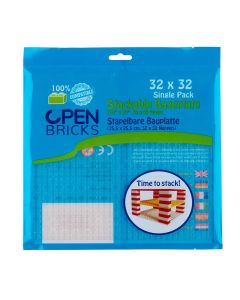 32 x 32
Single Pack
100%
COMPATIBLE
OPEN
BRICKS
Stackable Baseplate
Stapelbare Bauplatte
(25,5 x 25,5 cm, 32 x 32 Noppen)
Time to stack!